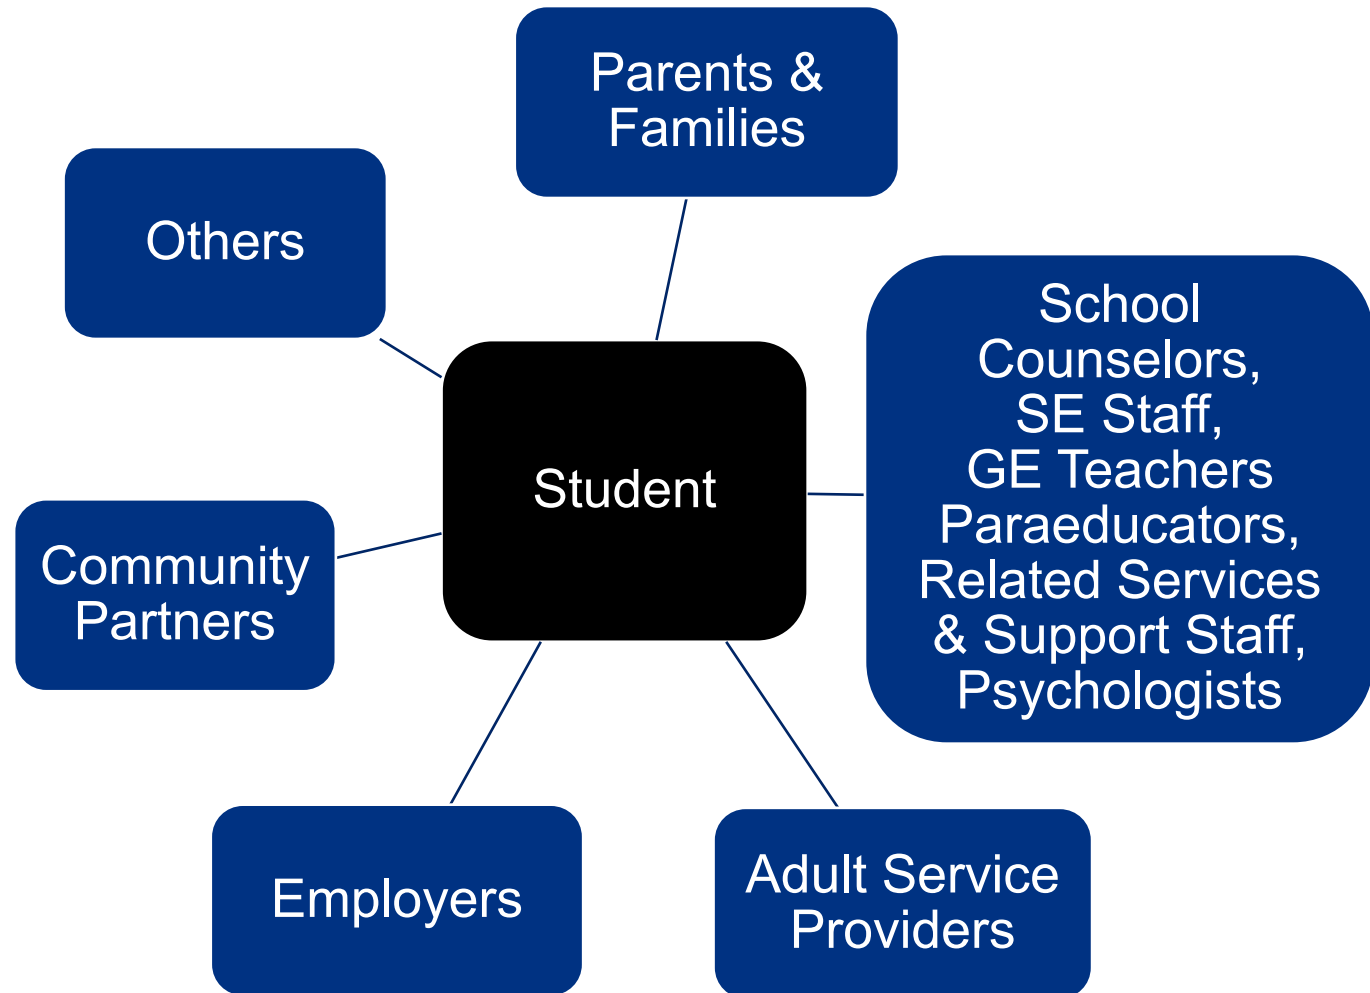 Parents &
Families
Others
School
Counselors,
SE Staff,
GE Teachers
Paraeducators,
Related Services
& Support Staff,
Psychologists
Student
Community
Partners
Employers
Adult Service
Providers